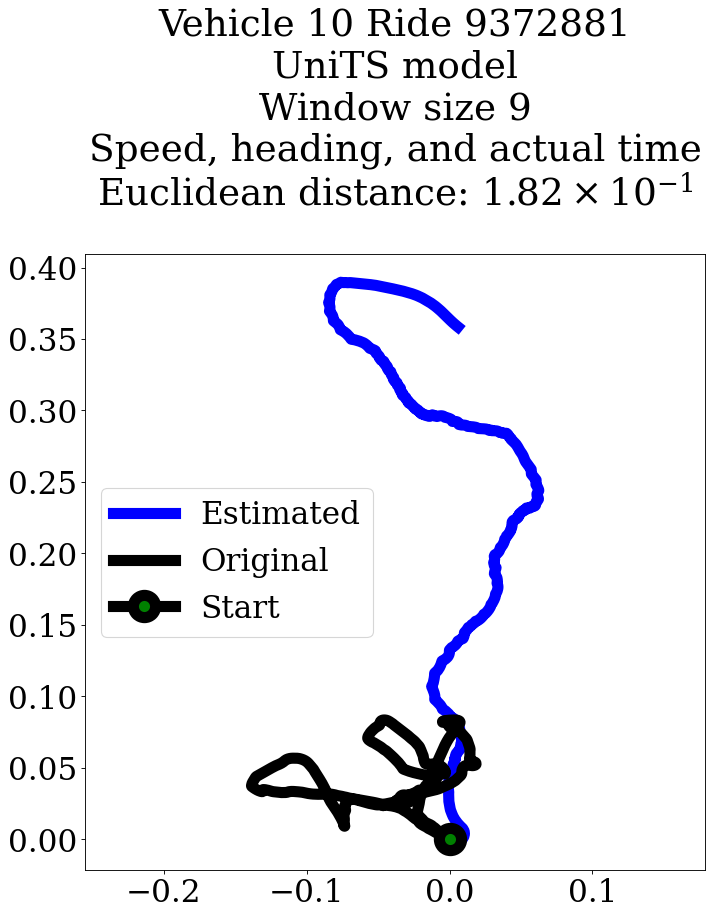 Vehicle 10 Ride 9372881
UniTS model
Window size 9
Speed, heading, and actual time
Euclidean distance: 1.82 × 10⁻¹
0.40
0.35
0.30
0.25
0.20
0.15
0.10
0.05
0.00
Estimated
Original
Start
−0.2
−0.1
0.0
0.1